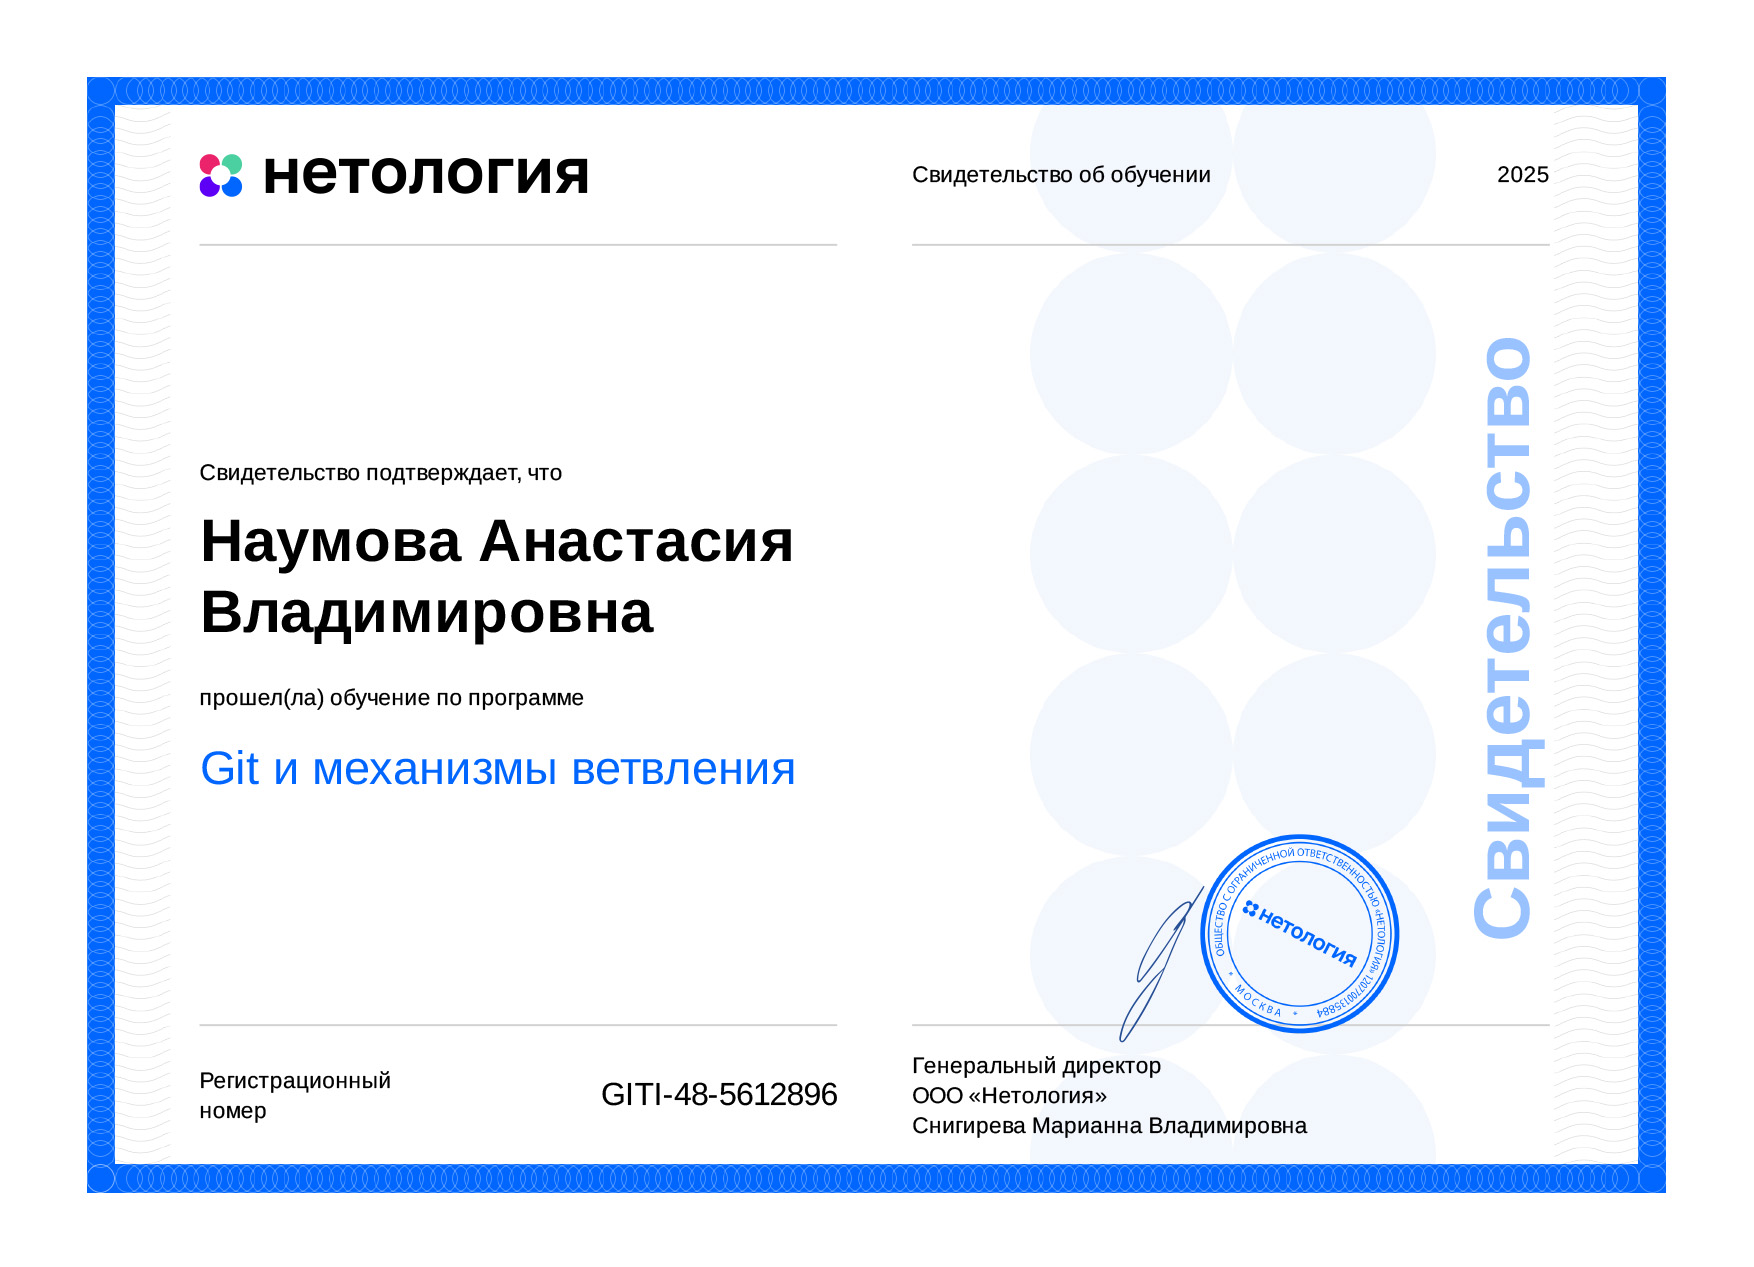 нетология
Свидетельство об обучении
2025
Свидетельство подтверждает, что
Наумова Анастасия
Владимировна
прошел(ла) обучение по программе
Git и механизмы ветвления
Свидетельство
ОБЩЕСТВО С ОГРАНИЧЕННОЙ ОТВЕТСТВЕННОСТЬЮ «НЕТОЛОГИЯ» 1207700135884
* МОСКВА *
нетология
Регистрационный
номер
GITI-48-5612896
Генеральный директор
ООО «Нетология»
Снигирева Марианна Владимировна